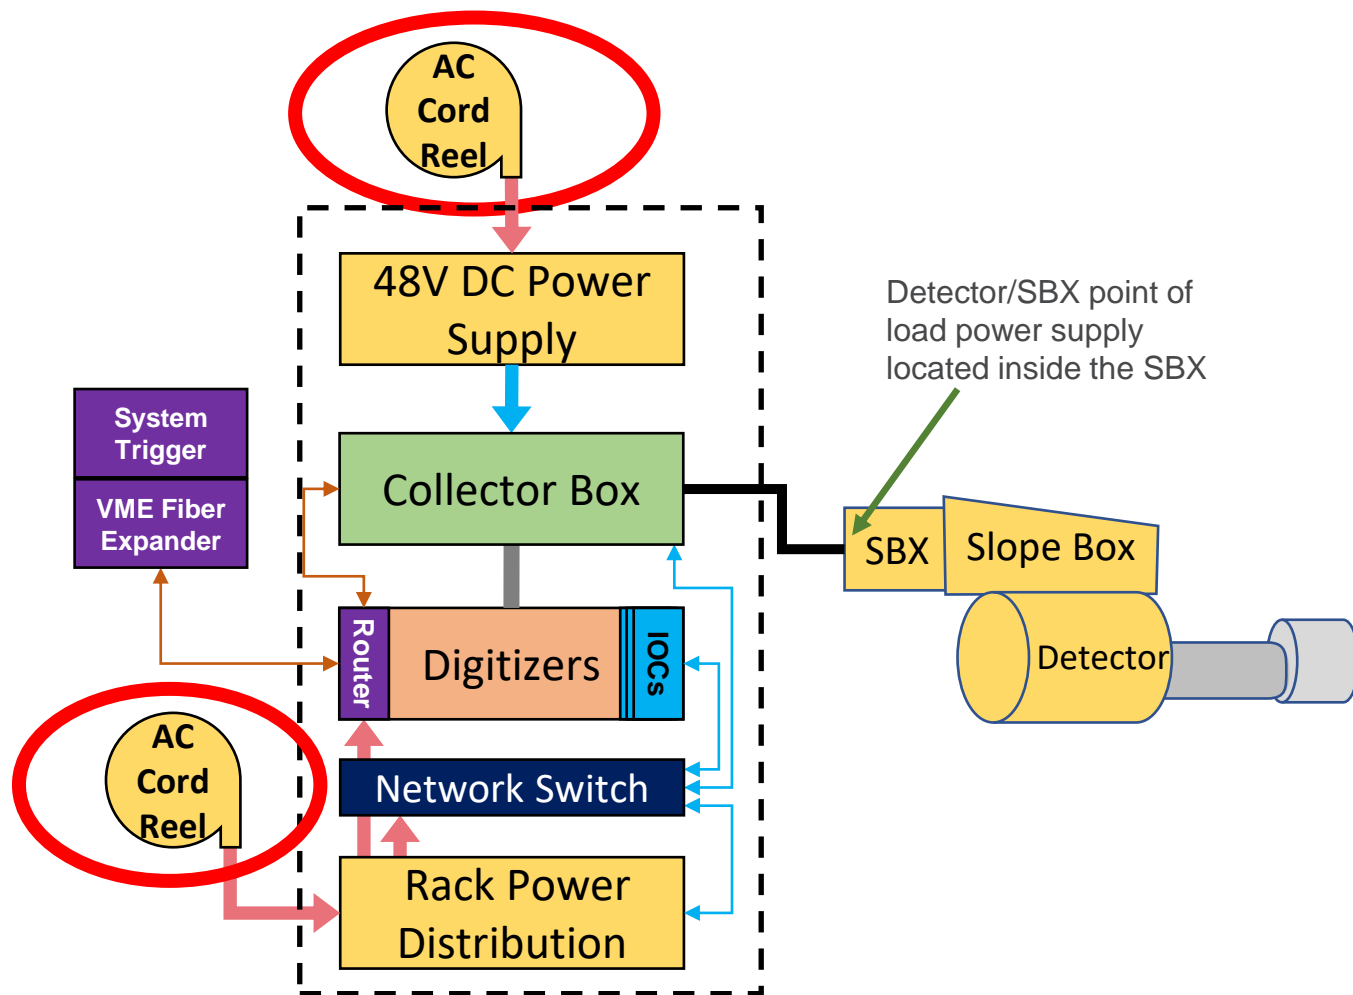 AC
Cord
Reel
48V DC Power
Supply
Detector/SBX point of
load power supply
located inside the SBX
System
Trigger
VME Fiber
Expander
Collector Box
SBX
Slope Box
Router
Digitizers
IOCs
Detector
AC
Cord
Reel
Network Switch
Rack Power
Distribution